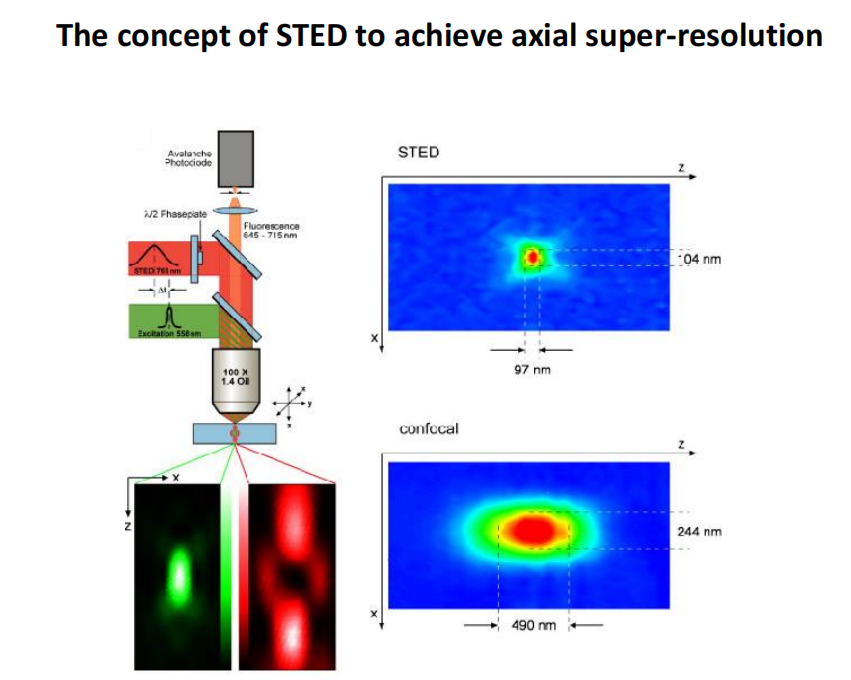 The concept of STED to achieve axial super-resolution
Avalanche
Photodiode
λ/2 Phaseplate
Fluorescence
645 - 715 nm
STED 761 nm
Δt
Excitation 558 nm
100 X
1.4 Oil
x
y
z
X
Z
STED
Z
X
104 nm
97 nm
confocal
Z
X
244 nm
490 nm